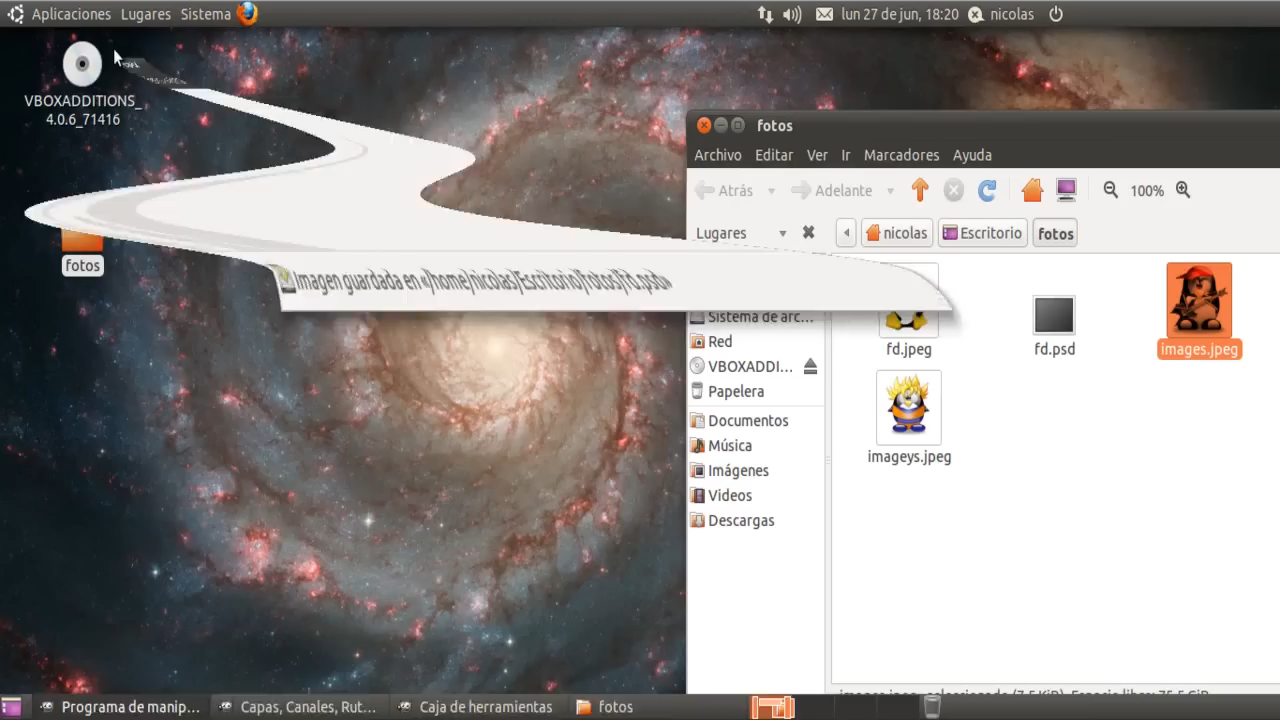 Aplicaciones Lugares Sistema
lun 27 de jun, 18:20 nicolas
VBOXADDITIONS_
4.0.6_71416
fotos
Imagen guardada en «/home/nicolas/Escritorio/Fotos/fd.psd»
fotos
Archivo Editar Ver Ir Marcadores Ayuda
Atrás Adelante 100%
Lugares nicolas Escritorio fotos
Sistema de arc...
Red
VBOXADDI...
Papelera
Documentos
Música
Imágenes
Vídeos
Descargas
fd.jpeg fd.psd images.jpeg
imageys.jpeg
Programa de manip... Capas, Canales, Rut... Caja de herramientas fotos